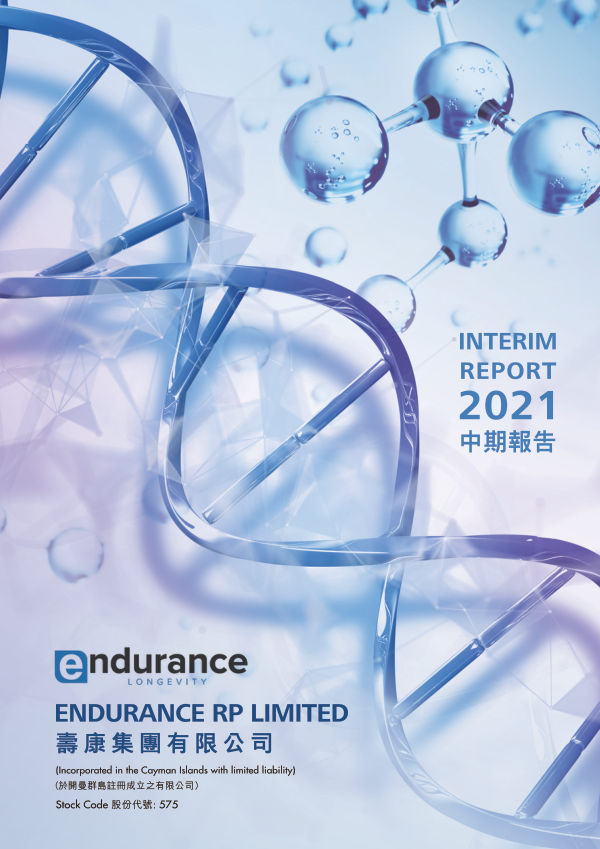 INTERIM
REPORT
2021
中期報告
endurance
LONGEVITY
ENDURANCE RP LIMITED
壽康集團有限公司
(Incorporated in the Cayman Islands with limited liability)
(於開曼群島註冊成立之有限公司)
Stock Code 股份代號: 575